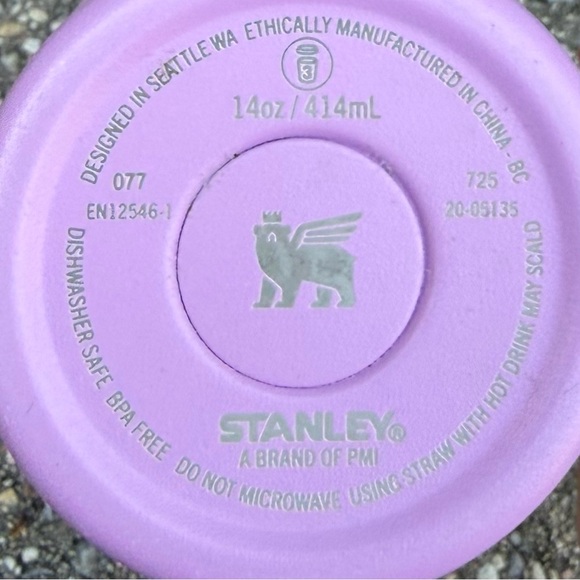 DESIGNED IN SEATTLE WA ETHICALLY MANUFACTURED IN CHINA - BC
3
14oz / 414mL
077
725
EN12546-1
20-09135
STANLEY®
A BRAND OF PMI
DISHWASHER SAFE BPA FREE DO NOT MICROWAVE USING STRAW WITH HOT DRINK MAY SCALD